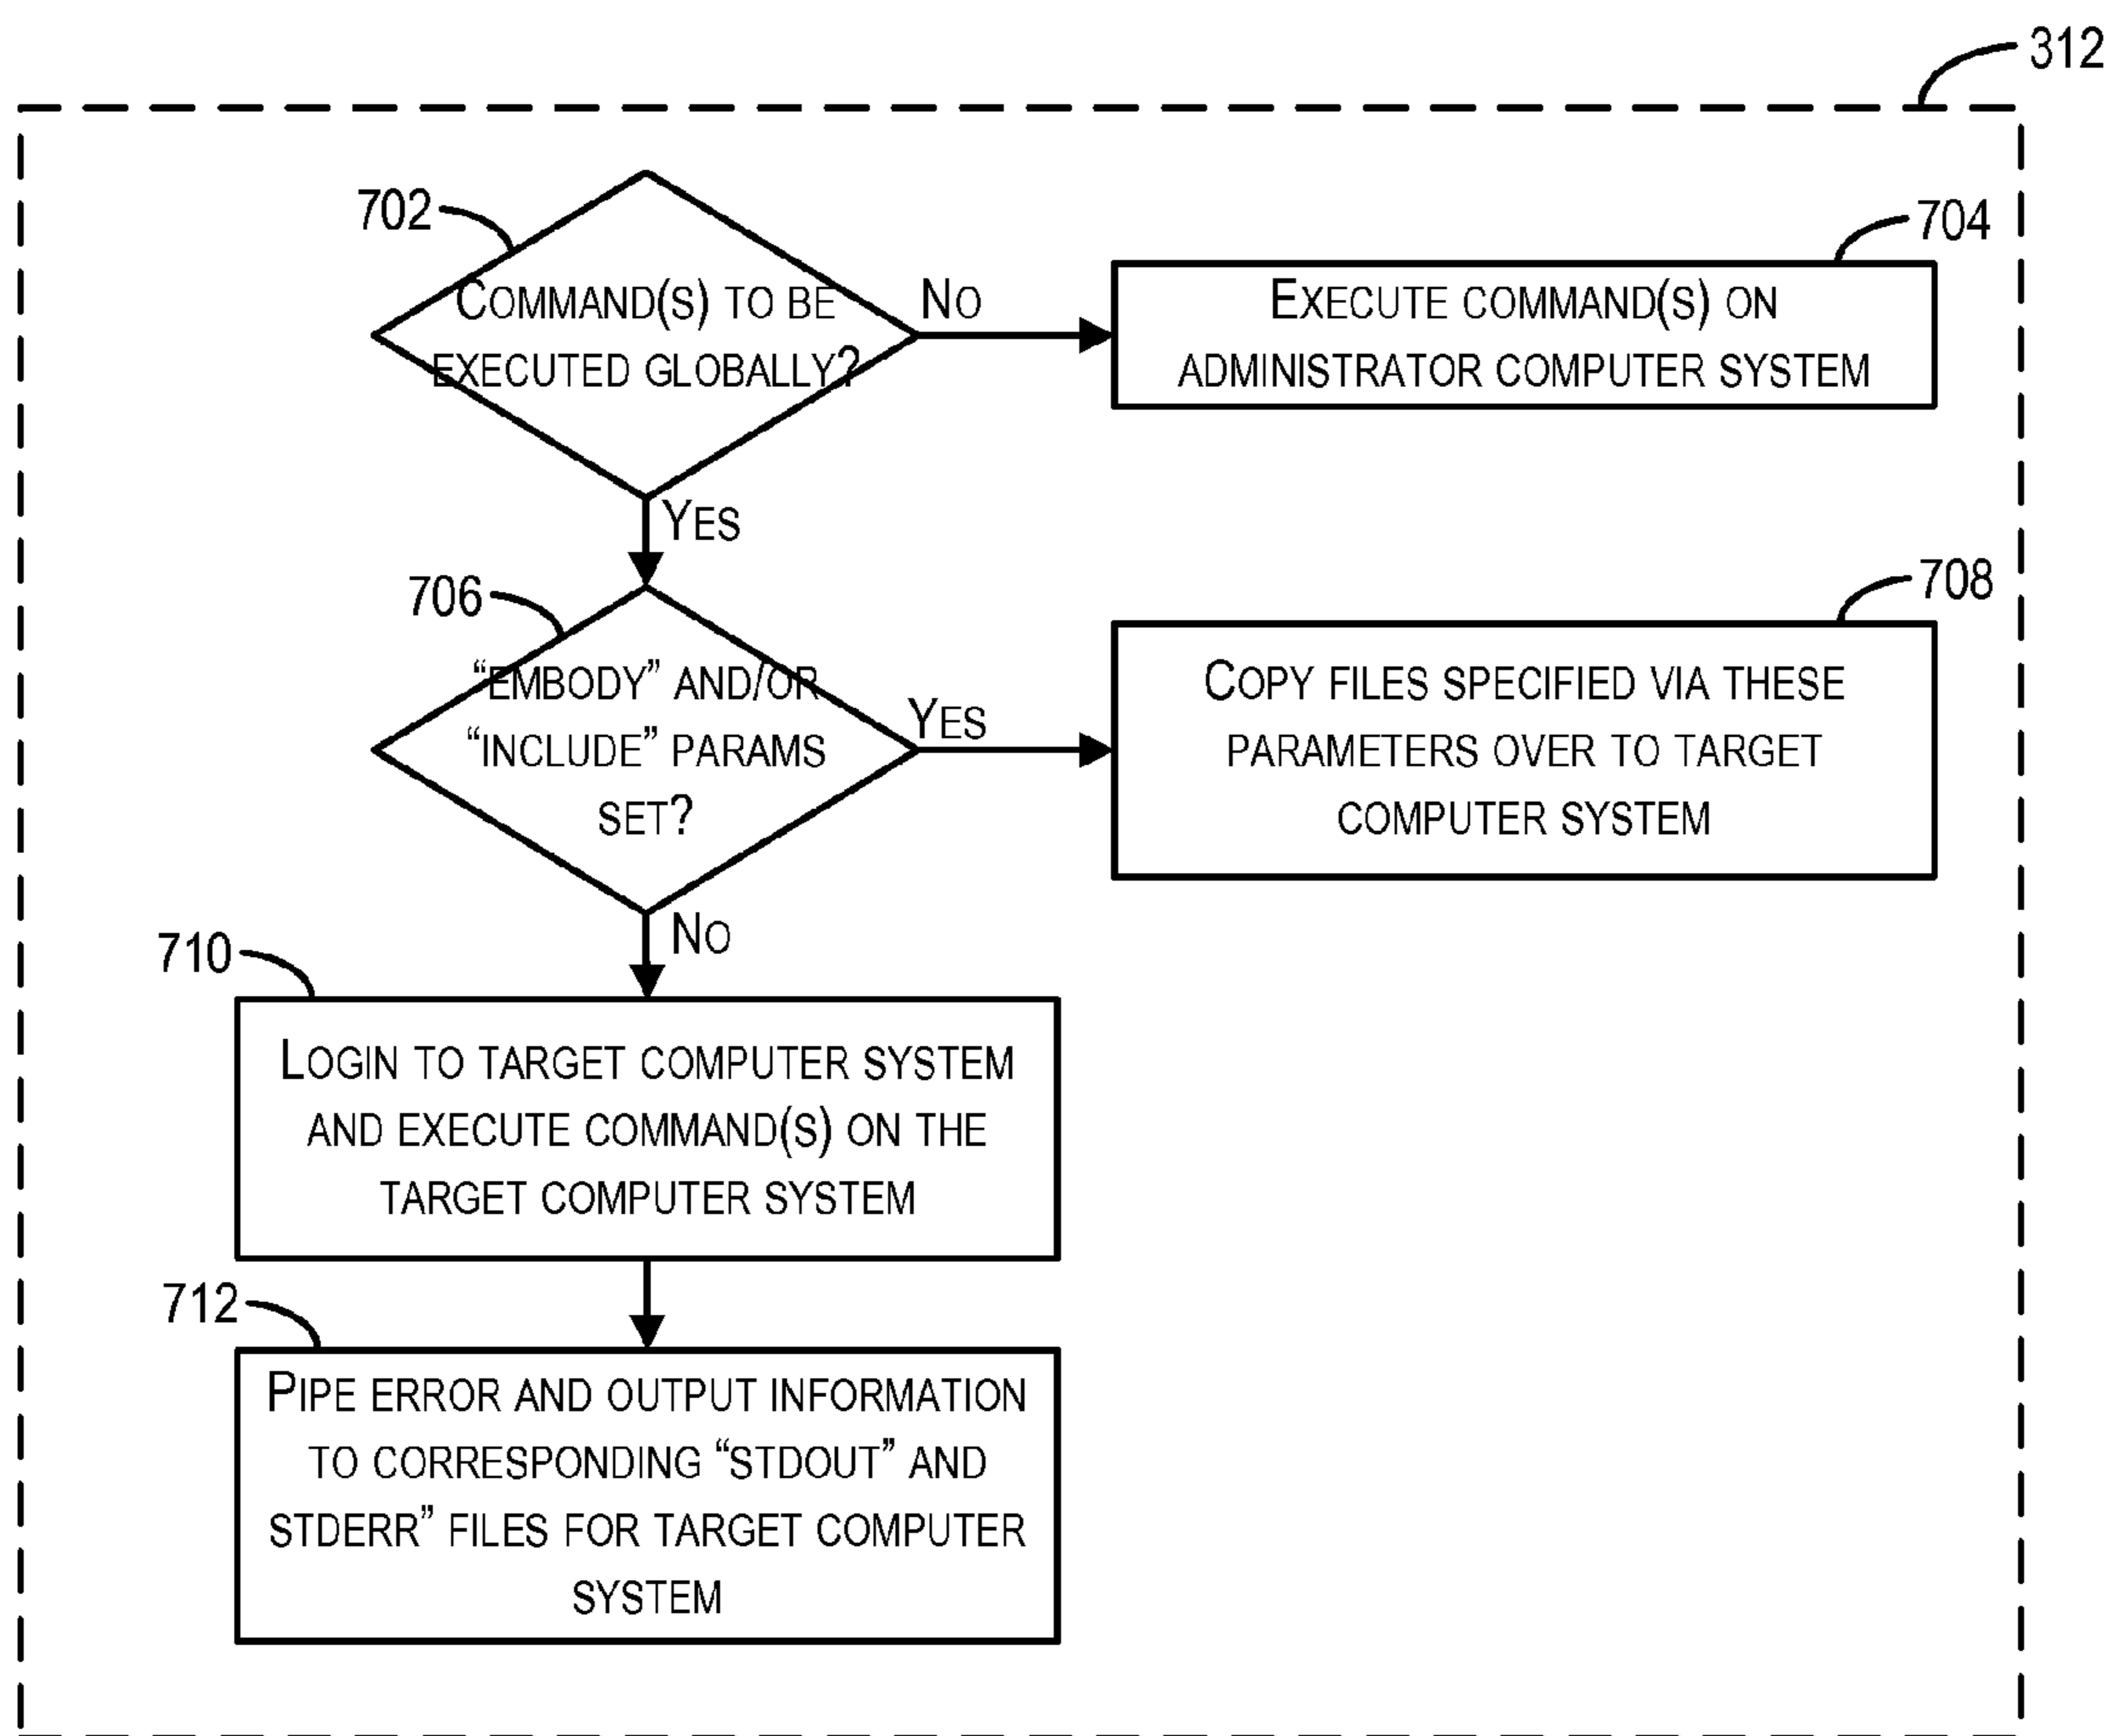 312
702
COMMAND(S) TO BE
EXECUTED GLOBALLY?
NO
704
EXECUTE COMMAND(S) ON
ADMINISTRATOR COMPUTER SYSTEM
YES
706
“EMBODY” AND/OR
“INCLUDE” PARAMS
SET?
YES
708
COPY FILES SPECIFIED VIA THESE
PARAMETERS OVER TO TARGET
COMPUTER SYSTEM
NO
710
LOGIN TO TARGET COMPUTER SYSTEM
AND EXECUTE COMMAND(S) ON THE
TARGET COMPUTER SYSTEM
712
PIPE ERROR AND OUTPUT INFORMATION
TO CORRESPONDING “STDOUT” AND
STDERR” FILES FOR TARGET COMPUTER
SYSTEM